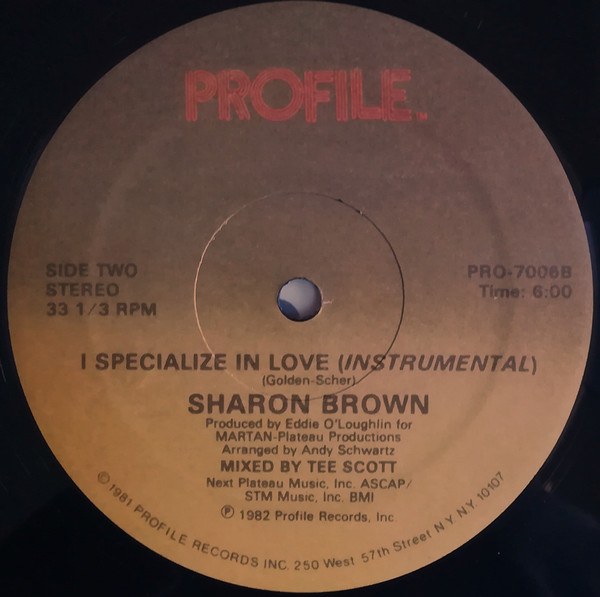 PROFILE™
SIDE TWO
STEREO
33 1/3 RPM
PRO-7006B
Time: 6:00
I SPECIALIZE IN LOVE (INSTRUMENTAL)
(Golden-Scher)
SHARON BROWN
Produced by Eddie O'Loughlin for
MARTAN-Plateau Productions
Arranged by Andy Schwartz
MIXED BY TEE SCOTT
Next Plateau Music, Inc. ASCAP/
STM Music, Inc. BMI
℗ 1982 Profile Records, Inc.
© 1981 PROFILE RECORDS INC. 250 West 57th Street N Y N.Y. 10107